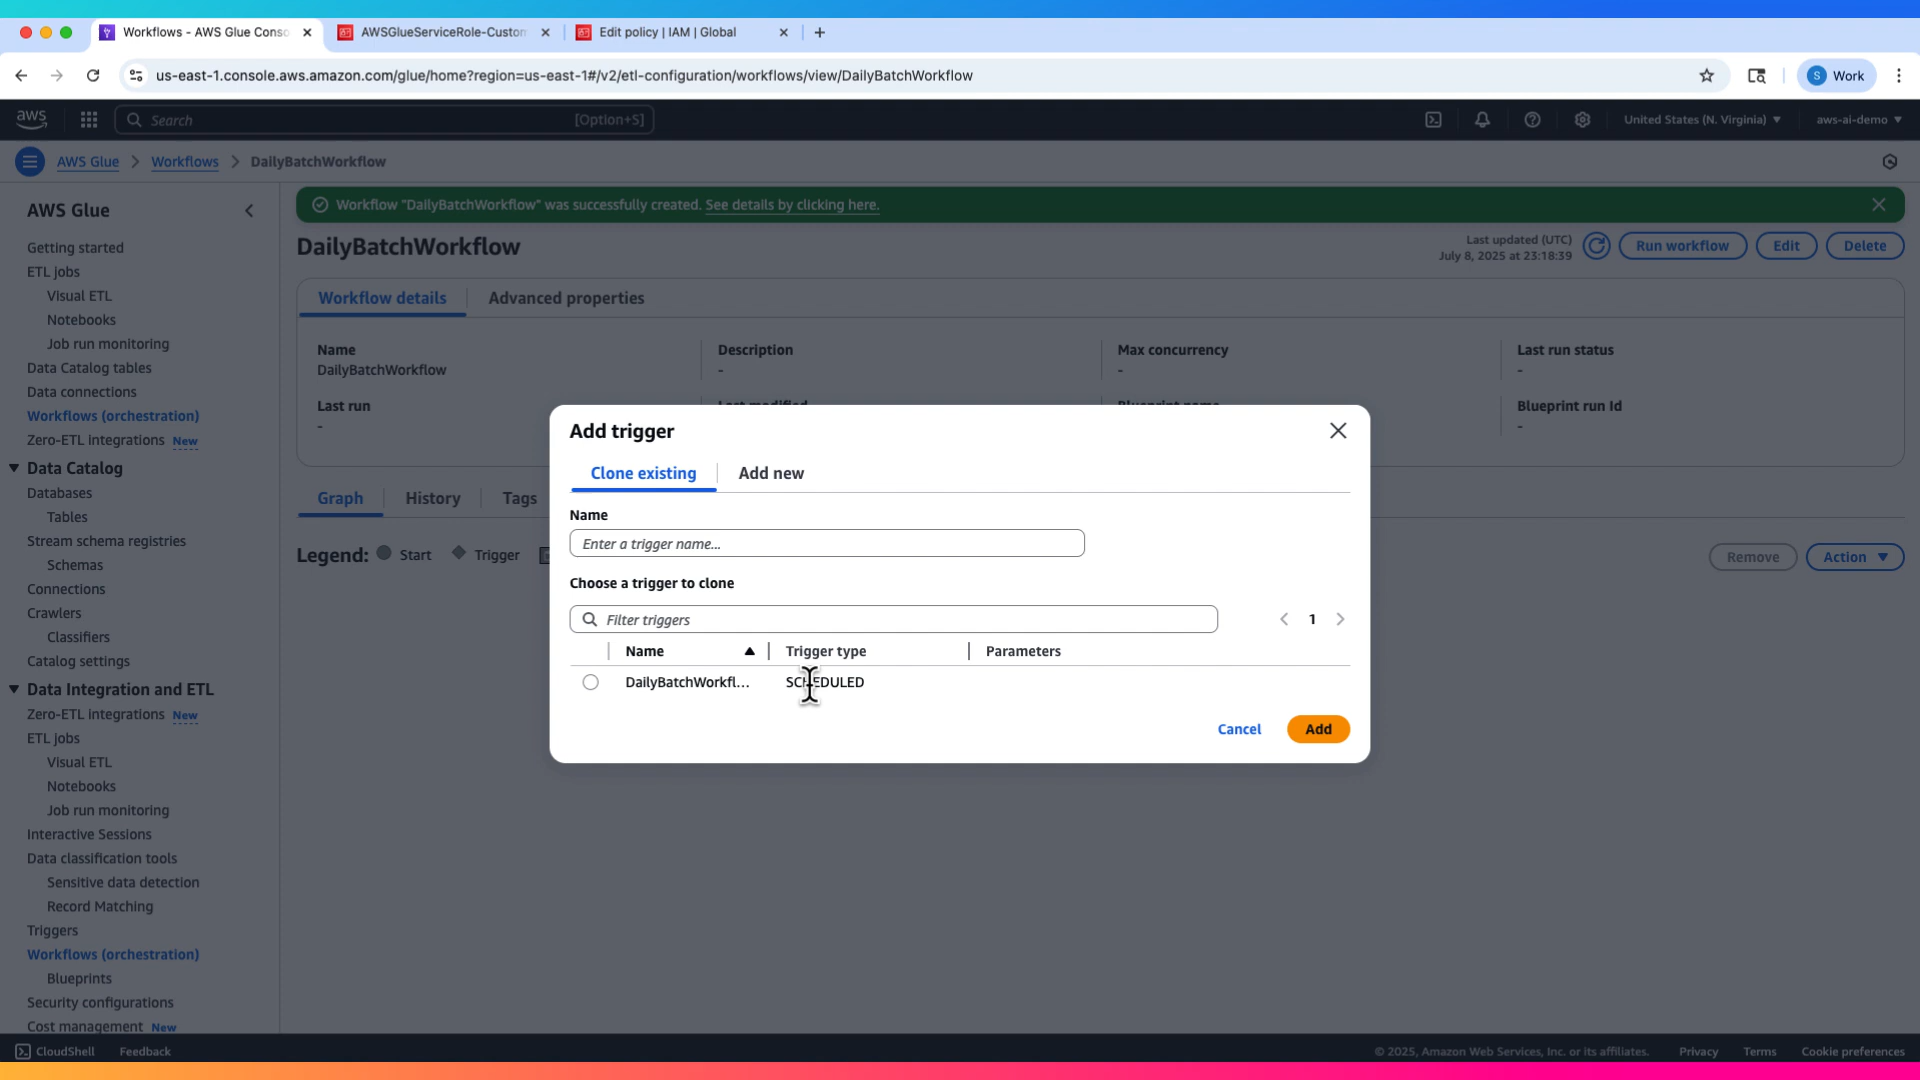 Workflows - AWS Glue Conso
AWSGlueServiceRole-Custom
Edit policy | IAM | Global
us-east-1.console.aws.amazon.com/glue/home?region=us-east-1#/v2/etl-configuration/workflows/view/DailyBatchWorkflow
S Work
aws
Search
[Option+S]
United States (N. Virginia)
aws-ai-demo
AWS Glue
Workflows
DailyBatchWorkflow
AWS Glue
Getting started
ETL jobs
Visual ETL
Notebooks
Job run monitoring
Data Catalog tables
Data connections
Workflows (orchestration)
Zero-ETL integrations New
Data Catalog
Databases
Tables
Stream schema registries
Schemas
Connections
Crawlers
Classifiers
Catalog settings
Data Integration and ETL
Zero-ETL integrations New
ETL jobs
Visual ETL
Notebooks
Job run monitoring
Interactive Sessions
Data classification tools
Sensitive data detection
Record Matching
Triggers
Workflows (orchestration)
Blueprints
Security configurations
Cost management New
Workflow "DailyBatchWorkflow" was successfully created. See details by clicking here.
DailyBatchWorkflow
Last updated (UTC)
July 8, 2025 at 23:18:39
Run workflow
Edit
Delete
Workflow details
Advanced properties
Name
DailyBatchWorkflow
Description
-
Max concurrency
-
Last run status
-
Last run
-
Last modified
Blueprint name
Blueprint run Id
-
Graph
History
Tags
Legend: Start Trigger
Remove
Action
Add trigger
Clone existing
Add new
Name
Enter a trigger name...
Choose a trigger to clone
Filter triggers
1
Name
Trigger type
Parameters
DailyBatchWorkfl...
SCHEDULED
Cancel
Add
CloudShell
Feedback
© 2025, Amazon Web Services, Inc. or its affiliates.
Privacy
Terms
Cookie preferences